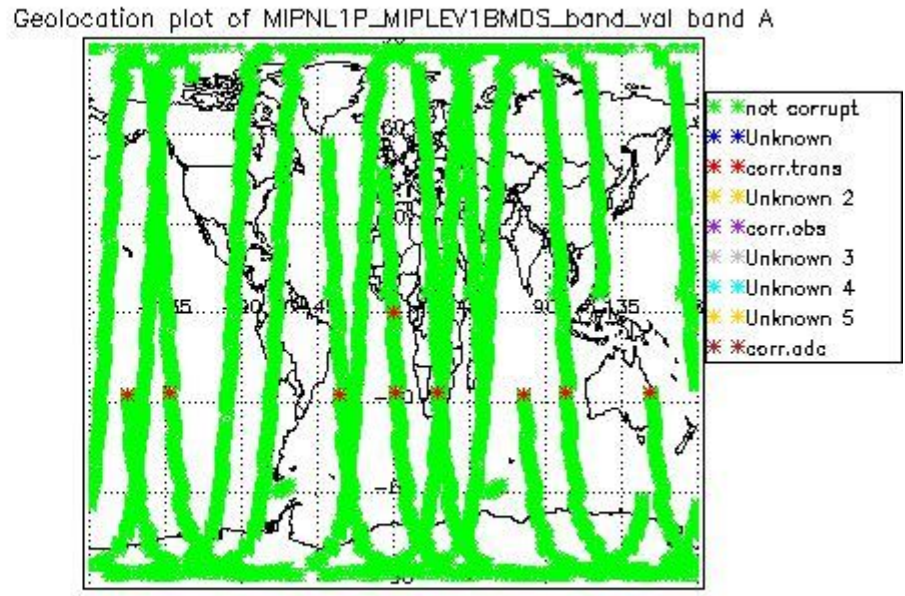 Geolocation plot of MIPNL1P_MIPLEV1BMDS_band_val band A
not corrupt
Unknown
corr.trans
Unknown 2
corr.obs
Unknown 3
Unknown 4
Unknown 5
corr.adc
60
90
135